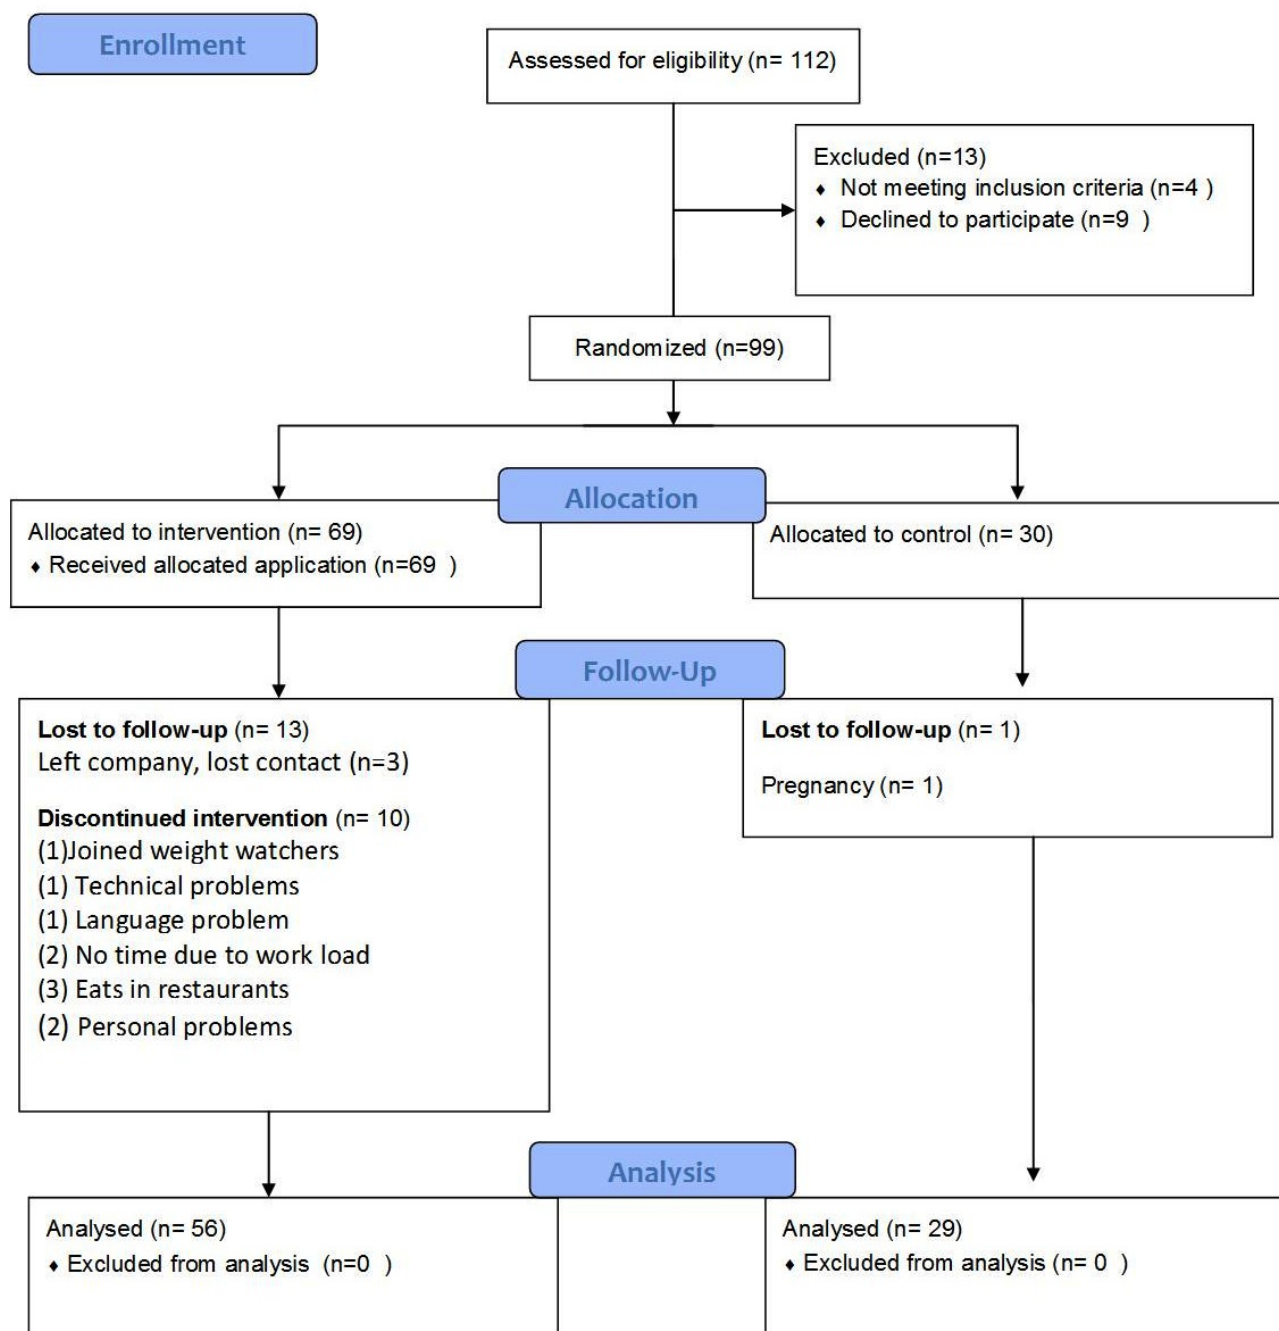 Enrollment
Assessed for eligibility (n= 112)
Excluded (n=13)
♦ Not meeting inclusion criteria (n=4 )
♦ Declined to participate (n=9 )
Randomized (n=99)
Allocation
Allocated to intervention (n= 69)
♦ Received allocated application (n=69 )
Allocated to control (n= 30)
Follow-Up
Lost to follow-up (n= 13)
Left company, lost contact (n=3)
Discontinued intervention (n= 10)
(1)Joined weight watchers
(1) Technical problems
(1) Language problem
(2) No time due to work load
(3) Eats in restaurants
(2) Personal problems
Lost to follow-up (n= 1)
Pregnancy (n= 1)
Analysis
Analysed (n= 56)
♦ Excluded from analysis (n=0 )
Analysed (n= 29)
♦ Excluded from analysis (n= 0 )